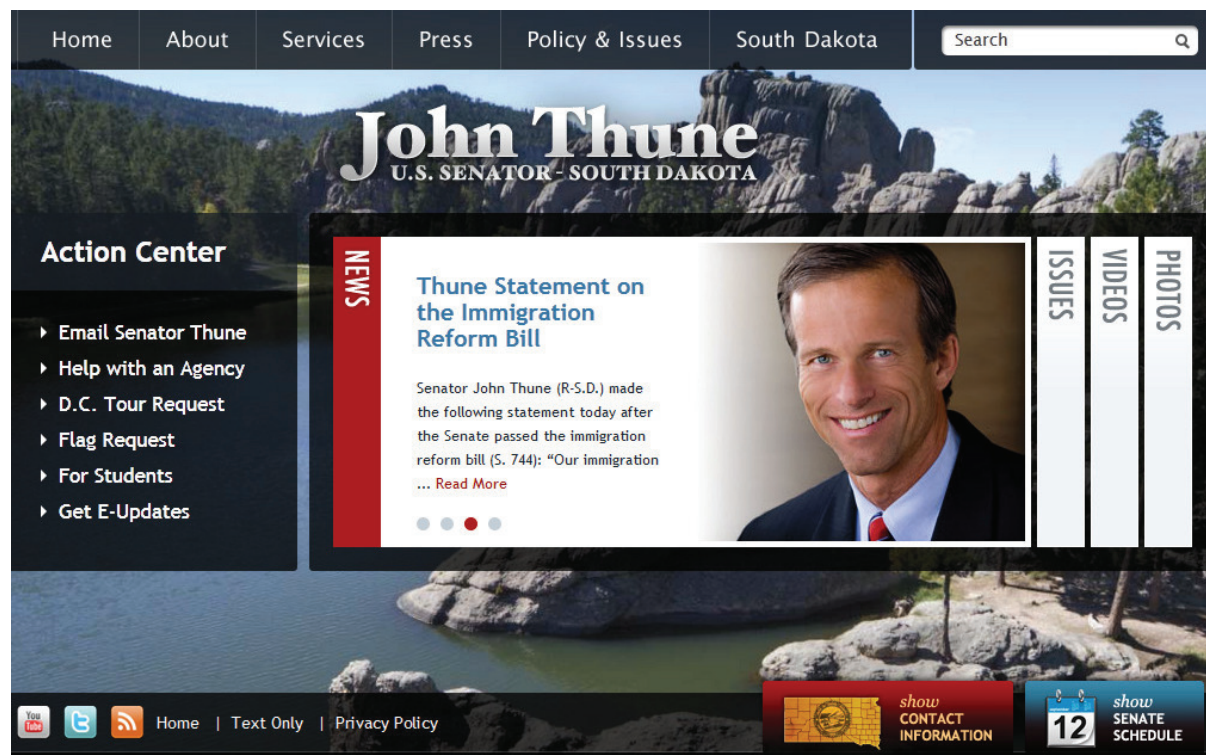 Home About Services Press Policy & Issues South Dakota Search
John Thune
U.S. SENATOR - SOUTH DAKOTA
Action Center
Email Senator Thune
Help with an Agency
D.C. Tour Request
Flag Request
For Students
Get E-Updates
NEWS
Thune Statement on
the Immigration
Reform Bill
Senator John Thune (R-S.D.) made
the following statement today after
the Senate passed the immigration
reform bill (S. 744): “Our immigration
... Read More
ISSUES
VIDEOS
PHOTOS
You
Tube
Home | Text Only | Privacy Policy
show
CONTACT
INFORMATION
12
show
SENATE
SCHEDULE